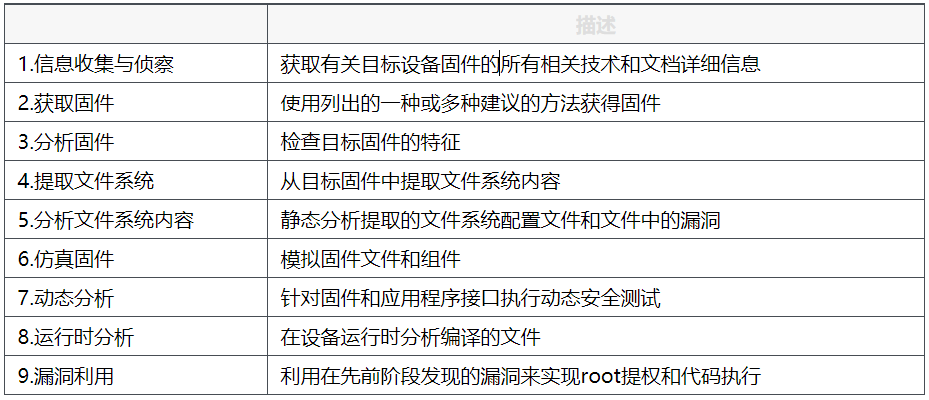 描述
1.信息收集与侦察 获取有关目标设备固件的所有相关技术和文档详细信息
2.获取固件 使用列出的一种或多种建议的方法获得固件
3.分析固件 检查目标固件的特征
4.提取文件系统 从目标固件中提取文件系统内容
5.分析文件系统内容 静态分析提取的文件系统配置文件和文件中的漏洞
6.仿真固件 模拟固件文件和组件
7.动态分析 针对固件和应用程序接口执行动态安全测试
8.运行时分析 在设备运行时分析编译的文件
9.漏洞利用 利用在先前阶段发现的漏洞来实现root提权和代码执行